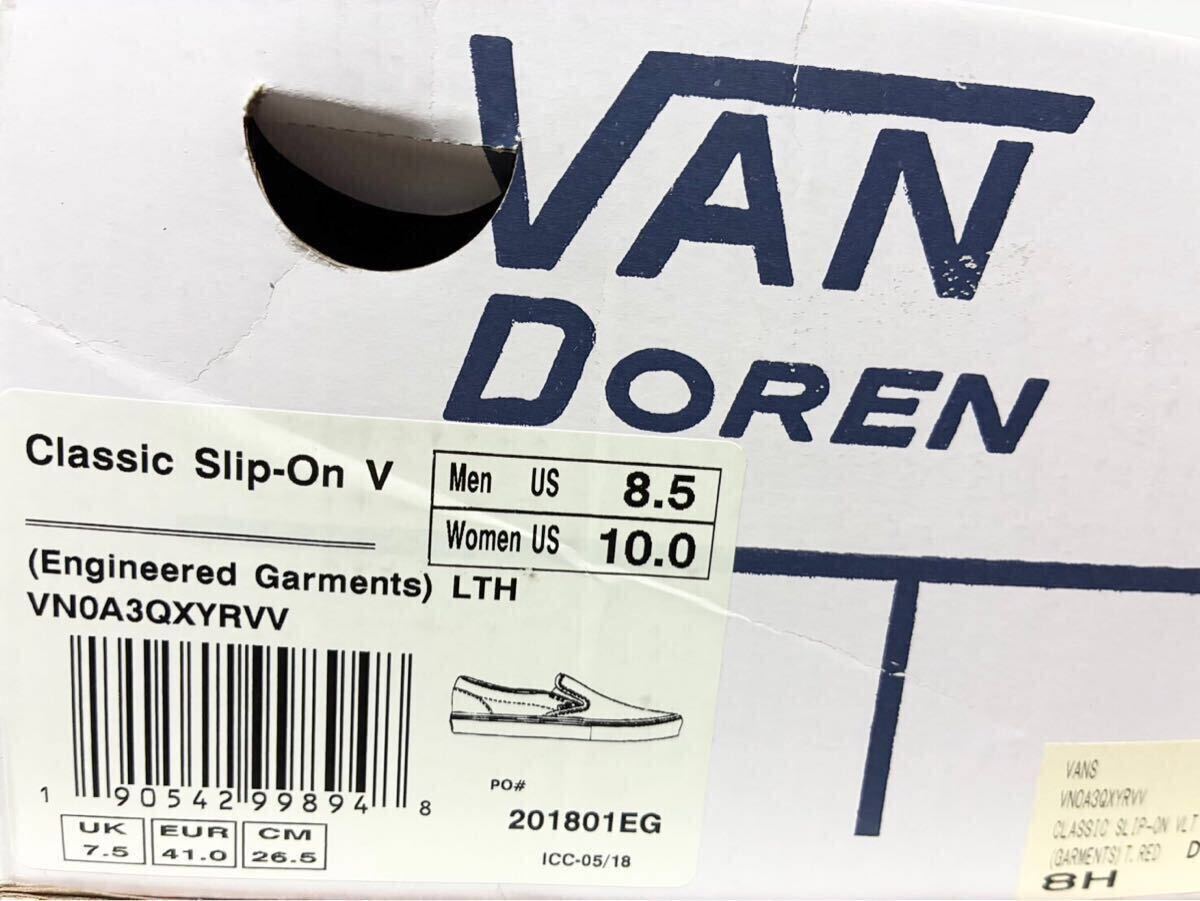 VAN
DOREN
Classic Slip-On V
Men US 8.5
Women US 10.0
(Engineered Garments) LTH
VN0A3QXYRVV
1 90542 99894 8
UK EUR CM
7.5 41.0 26.5
PO#
201801EG
ICC-05/18
VANS
VN0A3QXYRVV
CLASSIC SLIP-ON VLT
(GARMENTS) T. RED D
8H